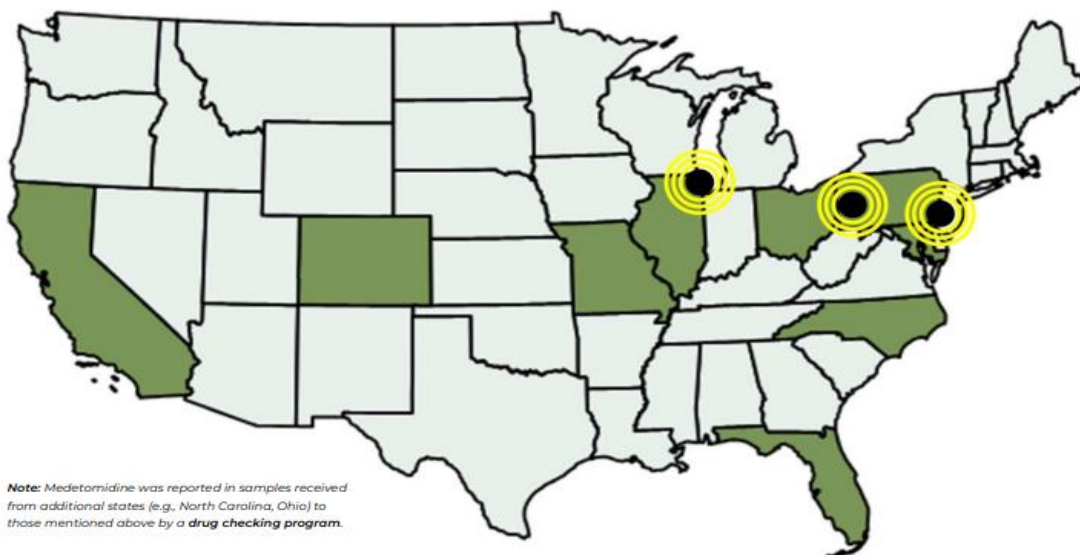 Note: Medetomidine was reported in samples received
from additional states (e.g., North Carolina, Ohio) to
those mentioned above by a drug checking program.